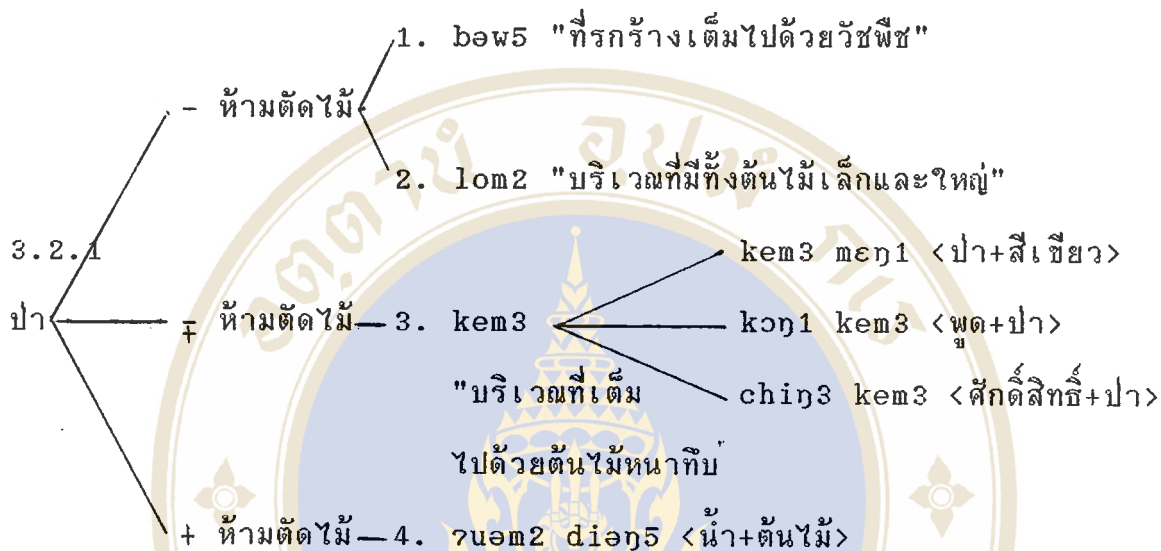 1. bəw5 "ที่รกร้างเต็มไปด้วยวัชพืช"
- ห้ามตัดไม้
2. lom2 "บริเวณที่มีทั้งต้นไม้เล็กและใหญ่"
3.2.1
kem3 mɛŋ1 <ป่า+สีเขียว>
ป่า
∓ ห้ามตัดไม้ 3. kem3
kɔŋ1 kem3 <พูด+ป่า>
"บริเวณที่เต็ม
chiŋ3 kem3 <ศักดิ์สิทธิ์+ป่า>
ไปด้วยต้นไม้หนาทึบ"
+ ห้ามตัดไม้ 4. ʔuəm2 diəŋ5 <น้ำ+ต้นไม้>